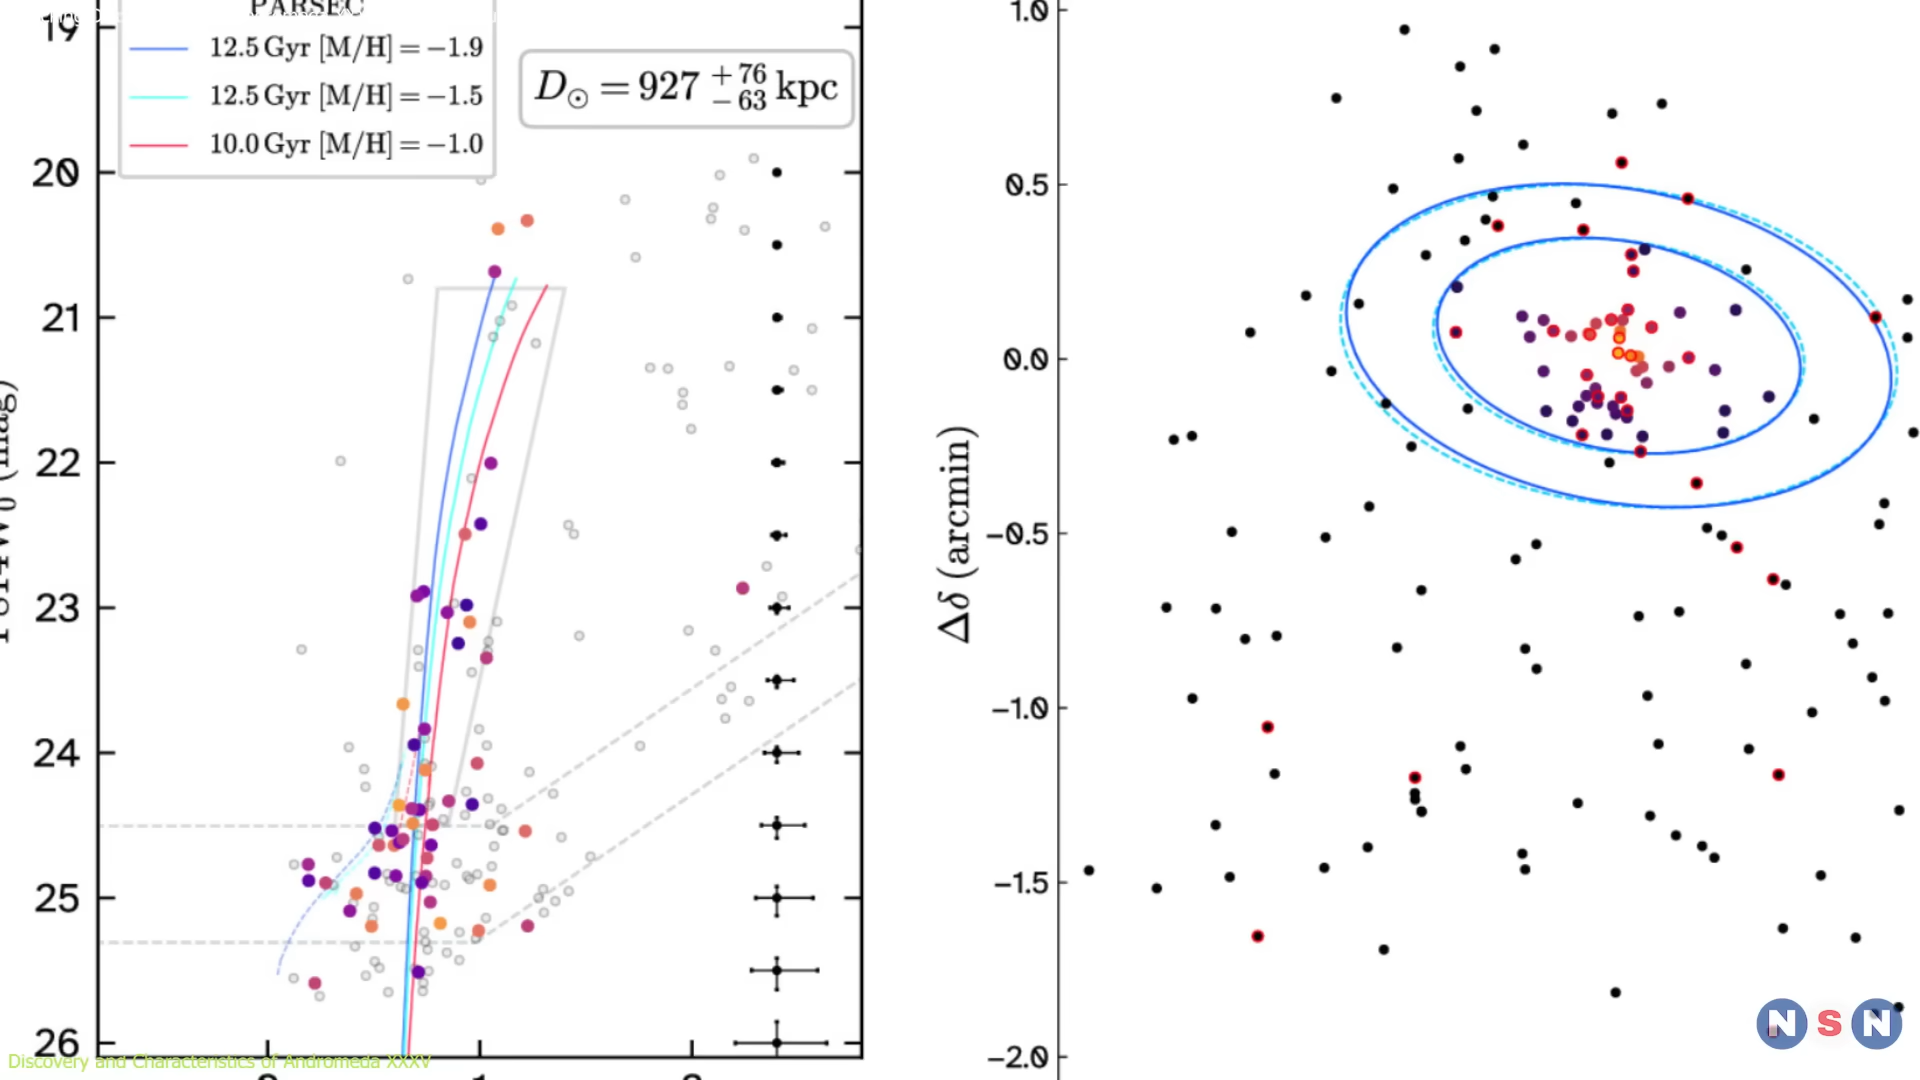 PARSEC
12.5 Gyr [M/H] = −1.9
12.5 Gyr [M/H] = −1.5
10.0 Gyr [M/H] = −1.0
D☉ = 927 +76 −63 kpc
19
20
21
22
23
24
25
26
(mag)
1
Δδ (arcmin)
1.0
0.5
0.0
−0.5
−1.0
−1.5
−2.0
Discovery and Characteristics of Andromeda XXXV
N S N